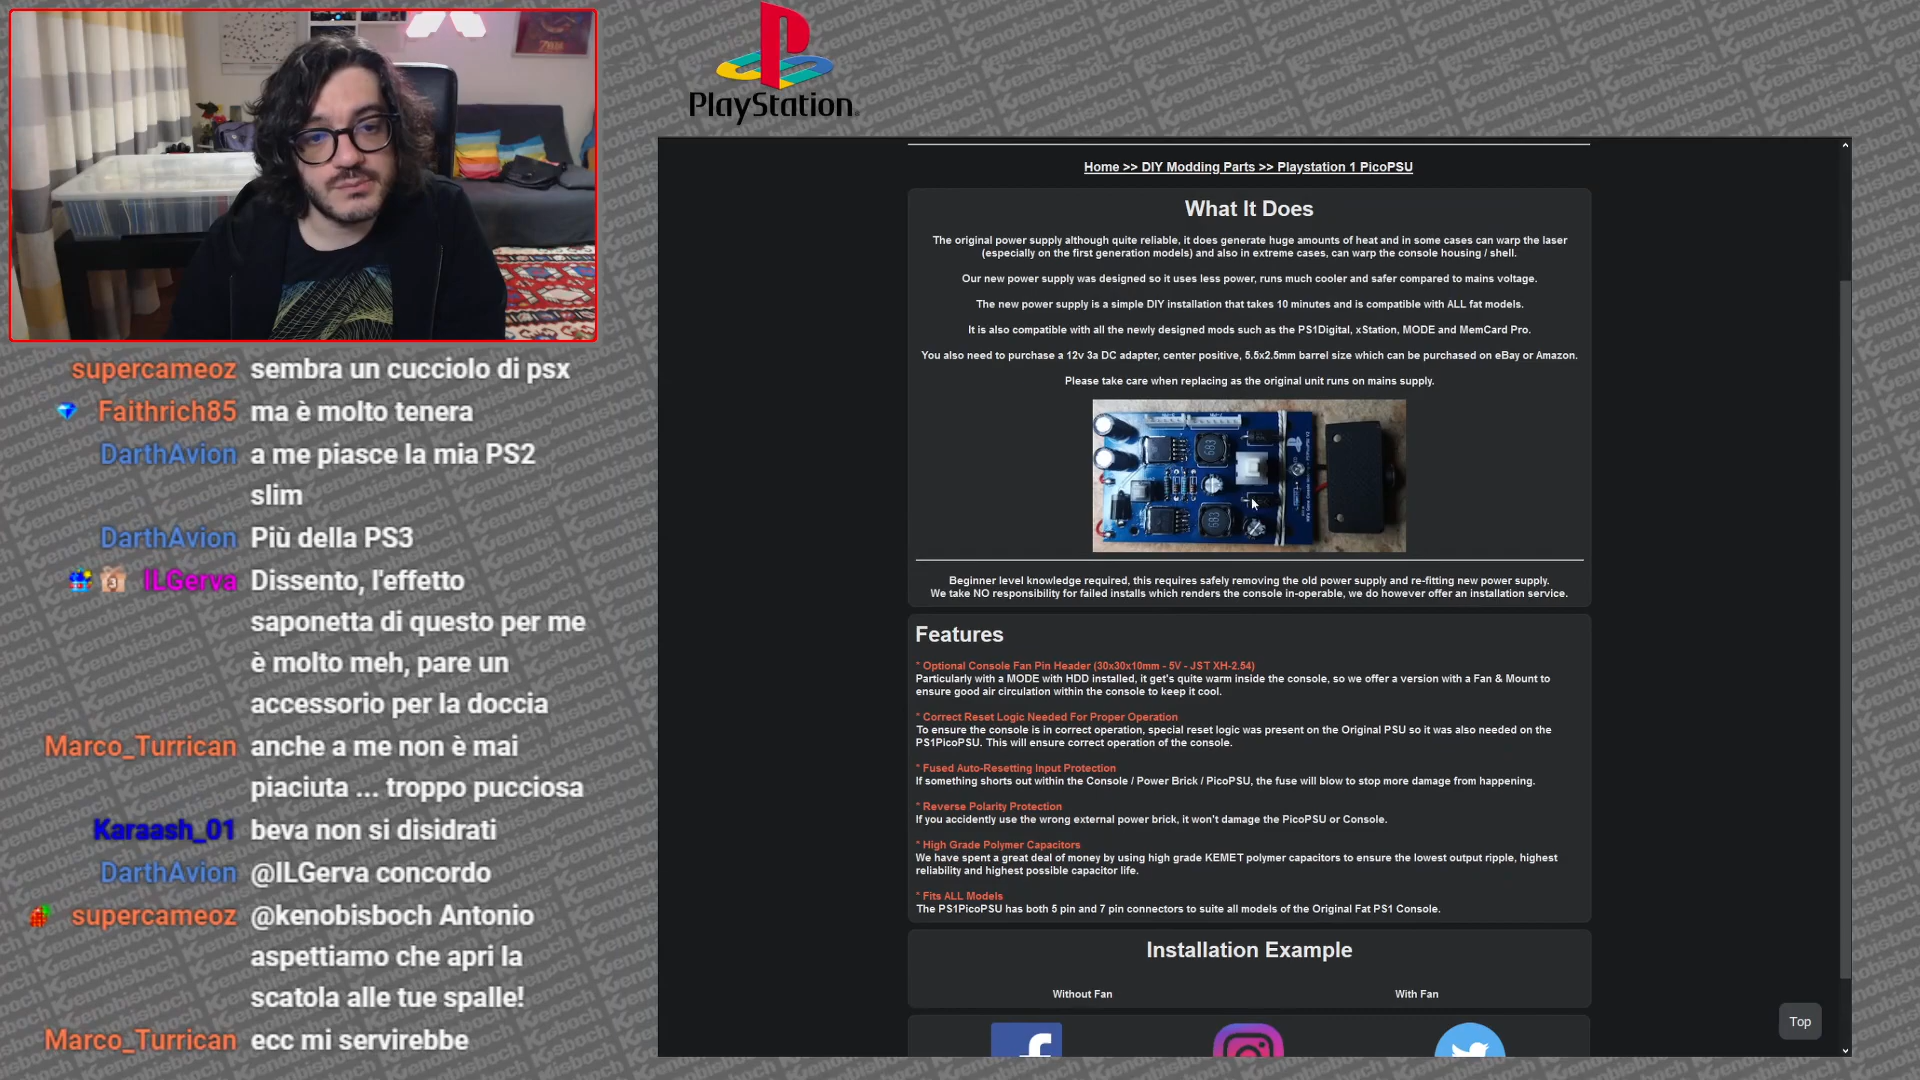 PlayStation
supercameoz sembra un cucciolo di psx
Faithrich85 ma è molto tenera
DarthAvion a me piasce la mia PS2
slim
DarthAvion Più della PS3
3 ILGerva Dissento, l'effetto
saponetta di questo per me
è molto meh, pare un
accessorio per la doccia
Marco_Turrican anche a me non è mai
piaciuta ... troppo pucciosa
Karaash_01 beva non si disidrati
DarthAvion @ILGerva concordo
supercameoz @kenobisboch Antonio
aspettiamo che apri la
scatola alle tue spalle!
Marco_Turrican ecc mi servirebbe
Home >> DIY Modding Parts >> Playstation 1 PicoPSU
What It Does
The original power supply although quite reliable, it does generate huge amounts of heat and in some cases can warp the laser
(especially on the first generation models) and also in extreme cases, can warp the console housing / shell.
Our new power supply was designed so it uses less power, runs much cooler and safer compared to mains voltage.
The new power supply is a simple DIY installation that takes 10 minutes and is compatible with ALL fat models.
It is also compatible with all the newly designed mods such as the PS1Digital, xStation, MODE and MemCard Pro.
You also need to purchase a 12v 3a DC adapter, center positive, 5.5x2.5mm barrel size which can be purchased on eBay or Amazon.
Please take care when replacing as the original unit runs on mains supply.
683
683
Beginner level knowledge required, this requires safely removing the old power supply and re-fitting new power supply.
We take NO responsibility for failed installs which renders the console in-operable, we do however offer an installation service.
Features
* Optional Console Fan Pin Header (30x30x10mm - 5V - JST XH-2.54)
Particularly with a MODE with HDD installed, it get's quite warm inside the console, so we offer a version with a Fan & Mount to
ensure good air circulation within the console to keep it cool.
* Correct Reset Logic Needed For Proper Operation
To ensure the console is in correct operation, special reset logic was present on the Original PSU so it was also needed on the
PS1PicoPSU. This will ensure correct operation of the console.
* Fused Auto-Resetting Input Protection
If something shorts out within the Console / Power Brick / PicoPSU, the fuse will blow to stop more damage from happening.
* Reverse Polarity Protection
If you accidently use the wrong external power brick, it won't damage the PicoPSU or Console.
* High Grade Polymer Capacitors
We have spent a great deal of money by using high grade KEMET polymer capacitors to ensure the lowest output ripple, highest
reliability and highest possible capacitor life.
* Fits ALL Models
The PS1PicoPSU has both 5 pin and 7 pin connectors to suite all models of the Original Fat PS1 Console.
Installation Example
Without Fan
With Fan
Top
Kenobisboch